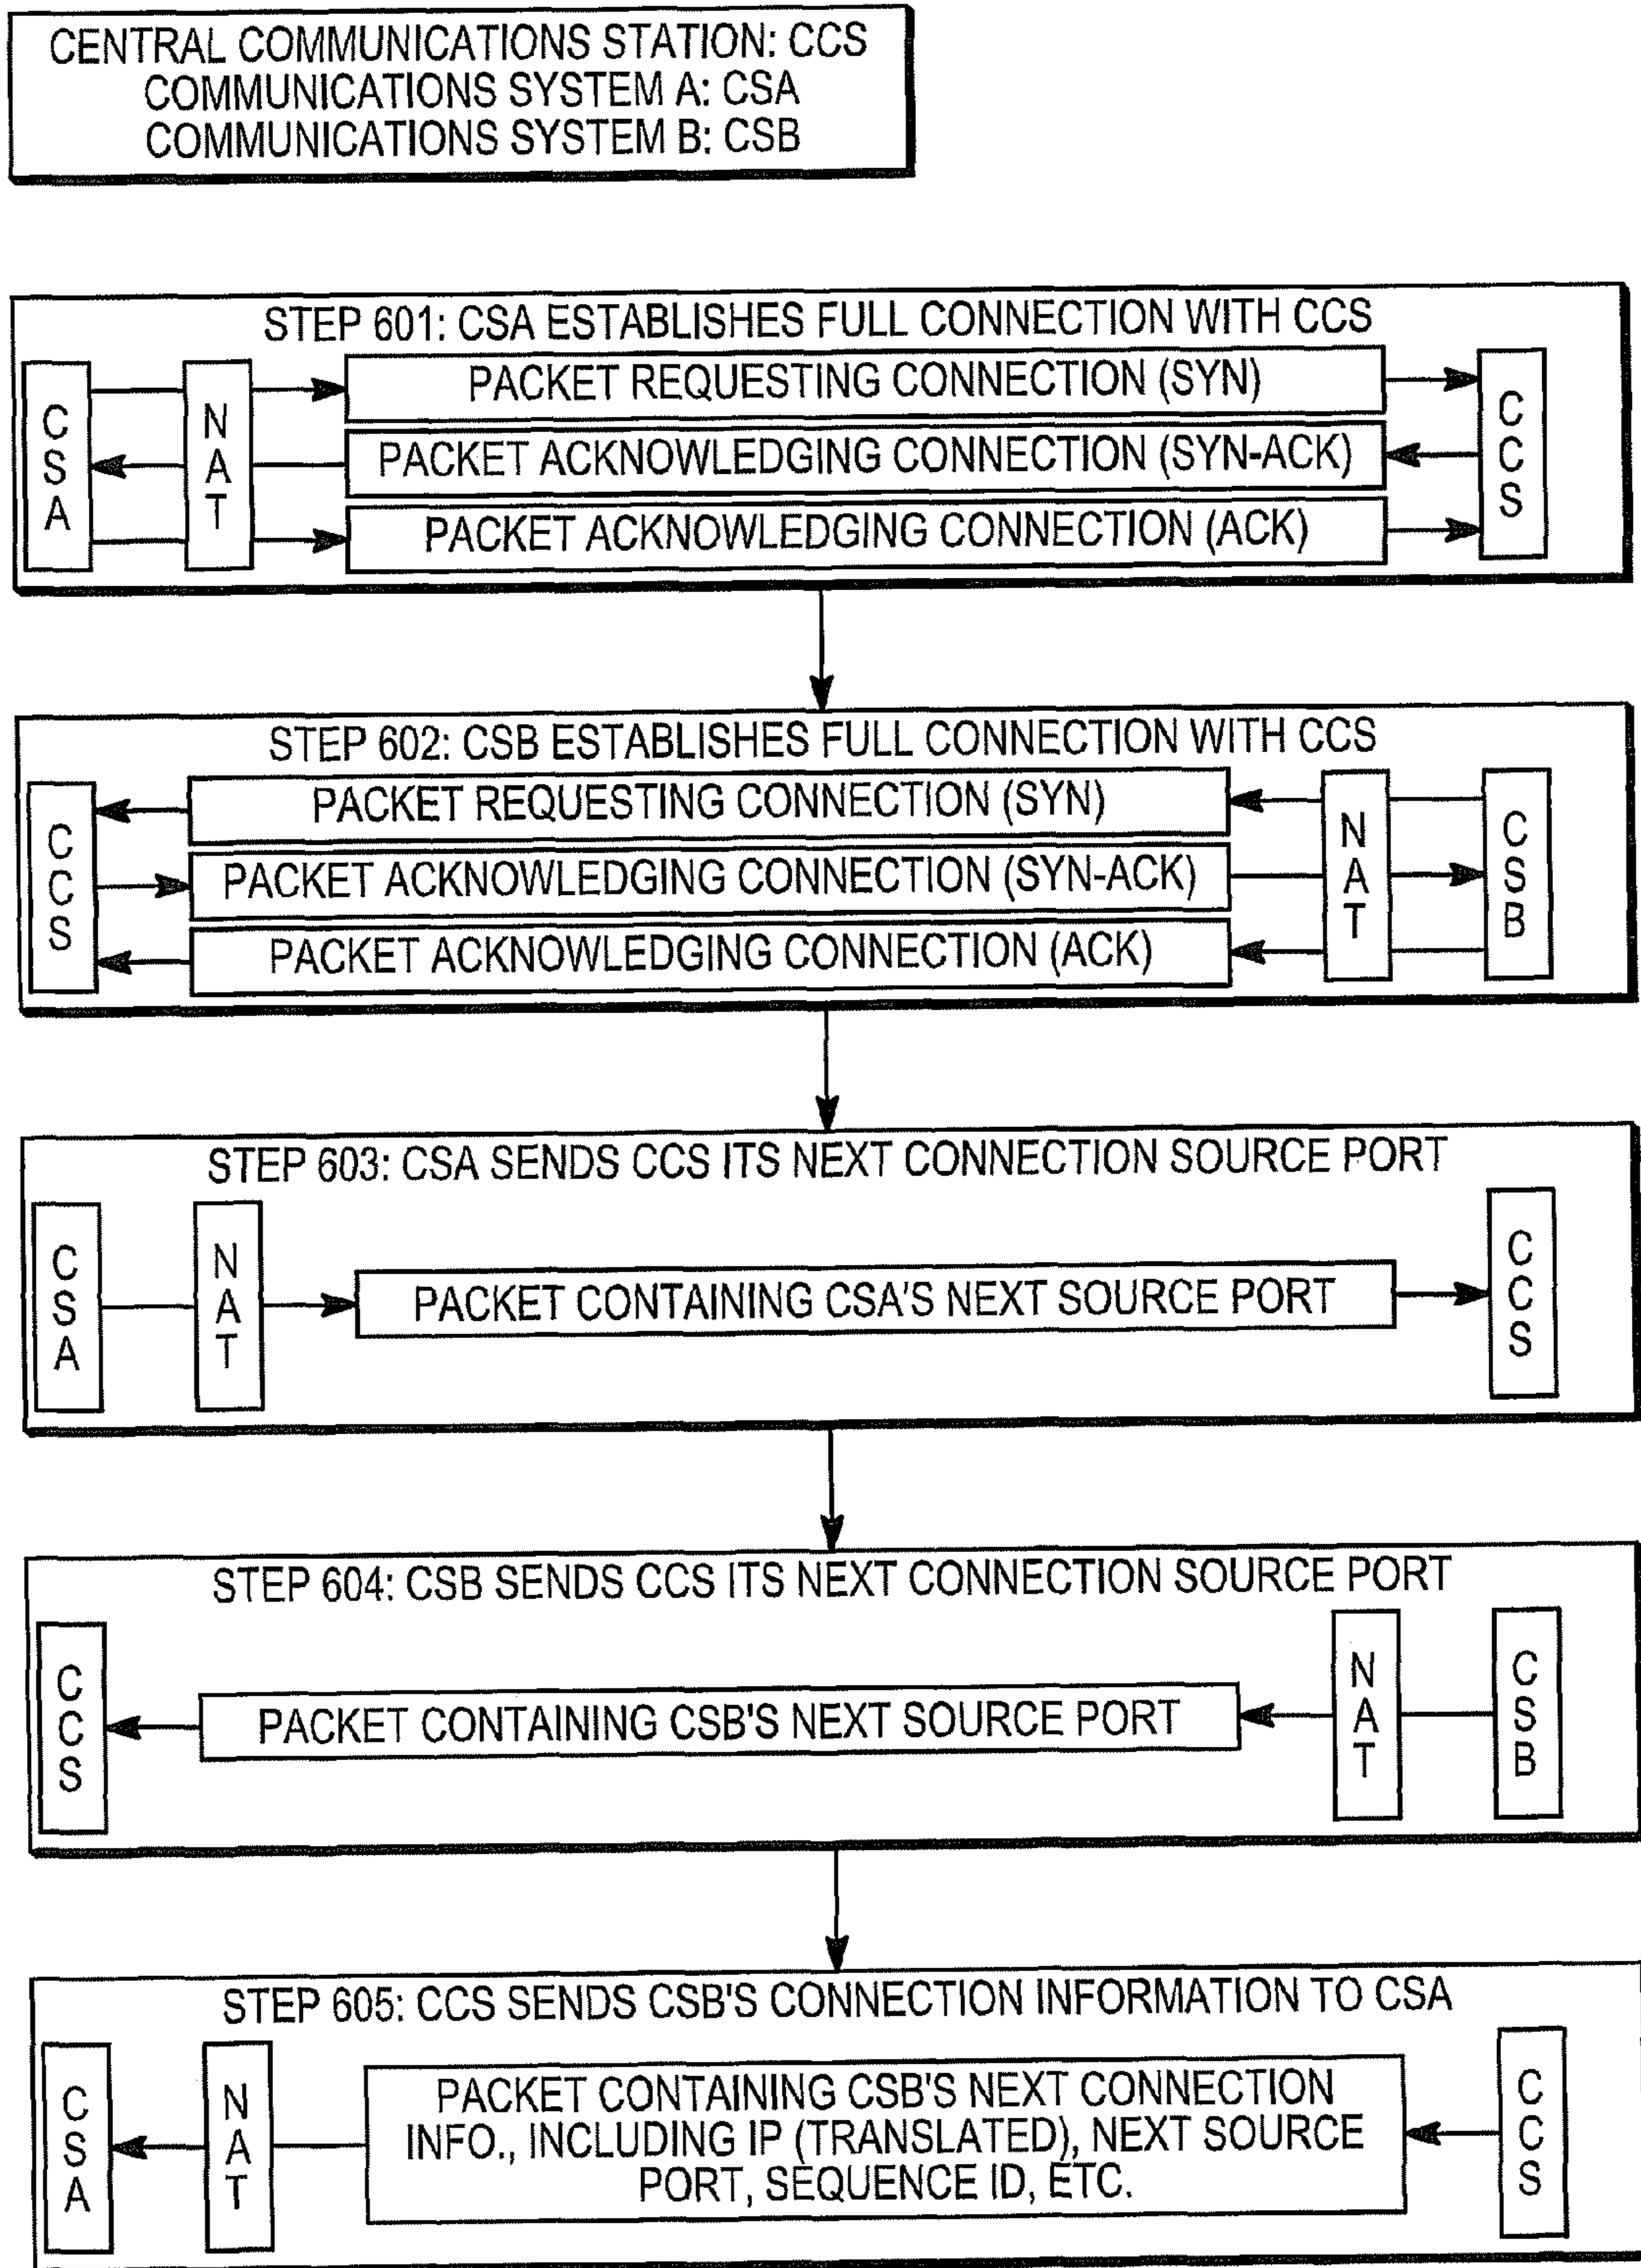 CENTRAL COMMUNICATIONS STATION: CCS
COMMUNICATIONS SYSTEM A: CSA
COMMUNICATIONS SYSTEM B: CSB
STEP 601: CSA ESTABLISHES FULL CONNECTION WITH CCS
CSA
NAT
PACKET REQUESTING CONNECTION (SYN)
PACKET ACKNOWLEDGING CONNECTION (SYN-ACK)
PACKET ACKNOWLEDGING CONNECTION (ACK)
CCS
STEP 602: CSB ESTABLISHES FULL CONNECTION WITH CCS
CCS
PACKET REQUESTING CONNECTION (SYN)
PACKET ACKNOWLEDGING CONNECTION (SYN-ACK)
PACKET ACKNOWLEDGING CONNECTION (ACK)
NAT
CSB
STEP 603: CSA SENDS CCS ITS NEXT CONNECTION SOURCE PORT
CSA
NAT
PACKET CONTAINING CSA'S NEXT SOURCE PORT
CCS
STEP 604: CSB SENDS CCS ITS NEXT CONNECTION SOURCE PORT
CCS
PACKET CONTAINING CSB'S NEXT SOURCE PORT
NAT
CSB
STEP 605: CCS SENDS CSB'S CONNECTION INFORMATION TO CSA
CSA
NAT
PACKET CONTAINING CSB'S NEXT CONNECTION
INFO., INCLUDING IP (TRANSLATED), NEXT SOURCE
PORT, SEQUENCE ID, ETC.
CCS